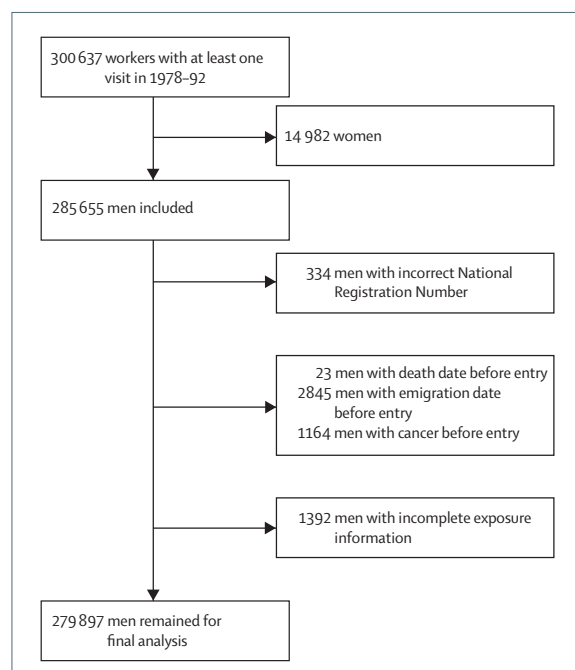 300 637 workers with at least one
visit in 1978–92
14 982 women
285 655 men included
334 men with incorrect National
Registration Number
23 men with death date before entry
2845 men with emigration date
before entry
1164 men with cancer before entry
1392 men with incomplete exposure
information
279 897 men remained for
final analysis